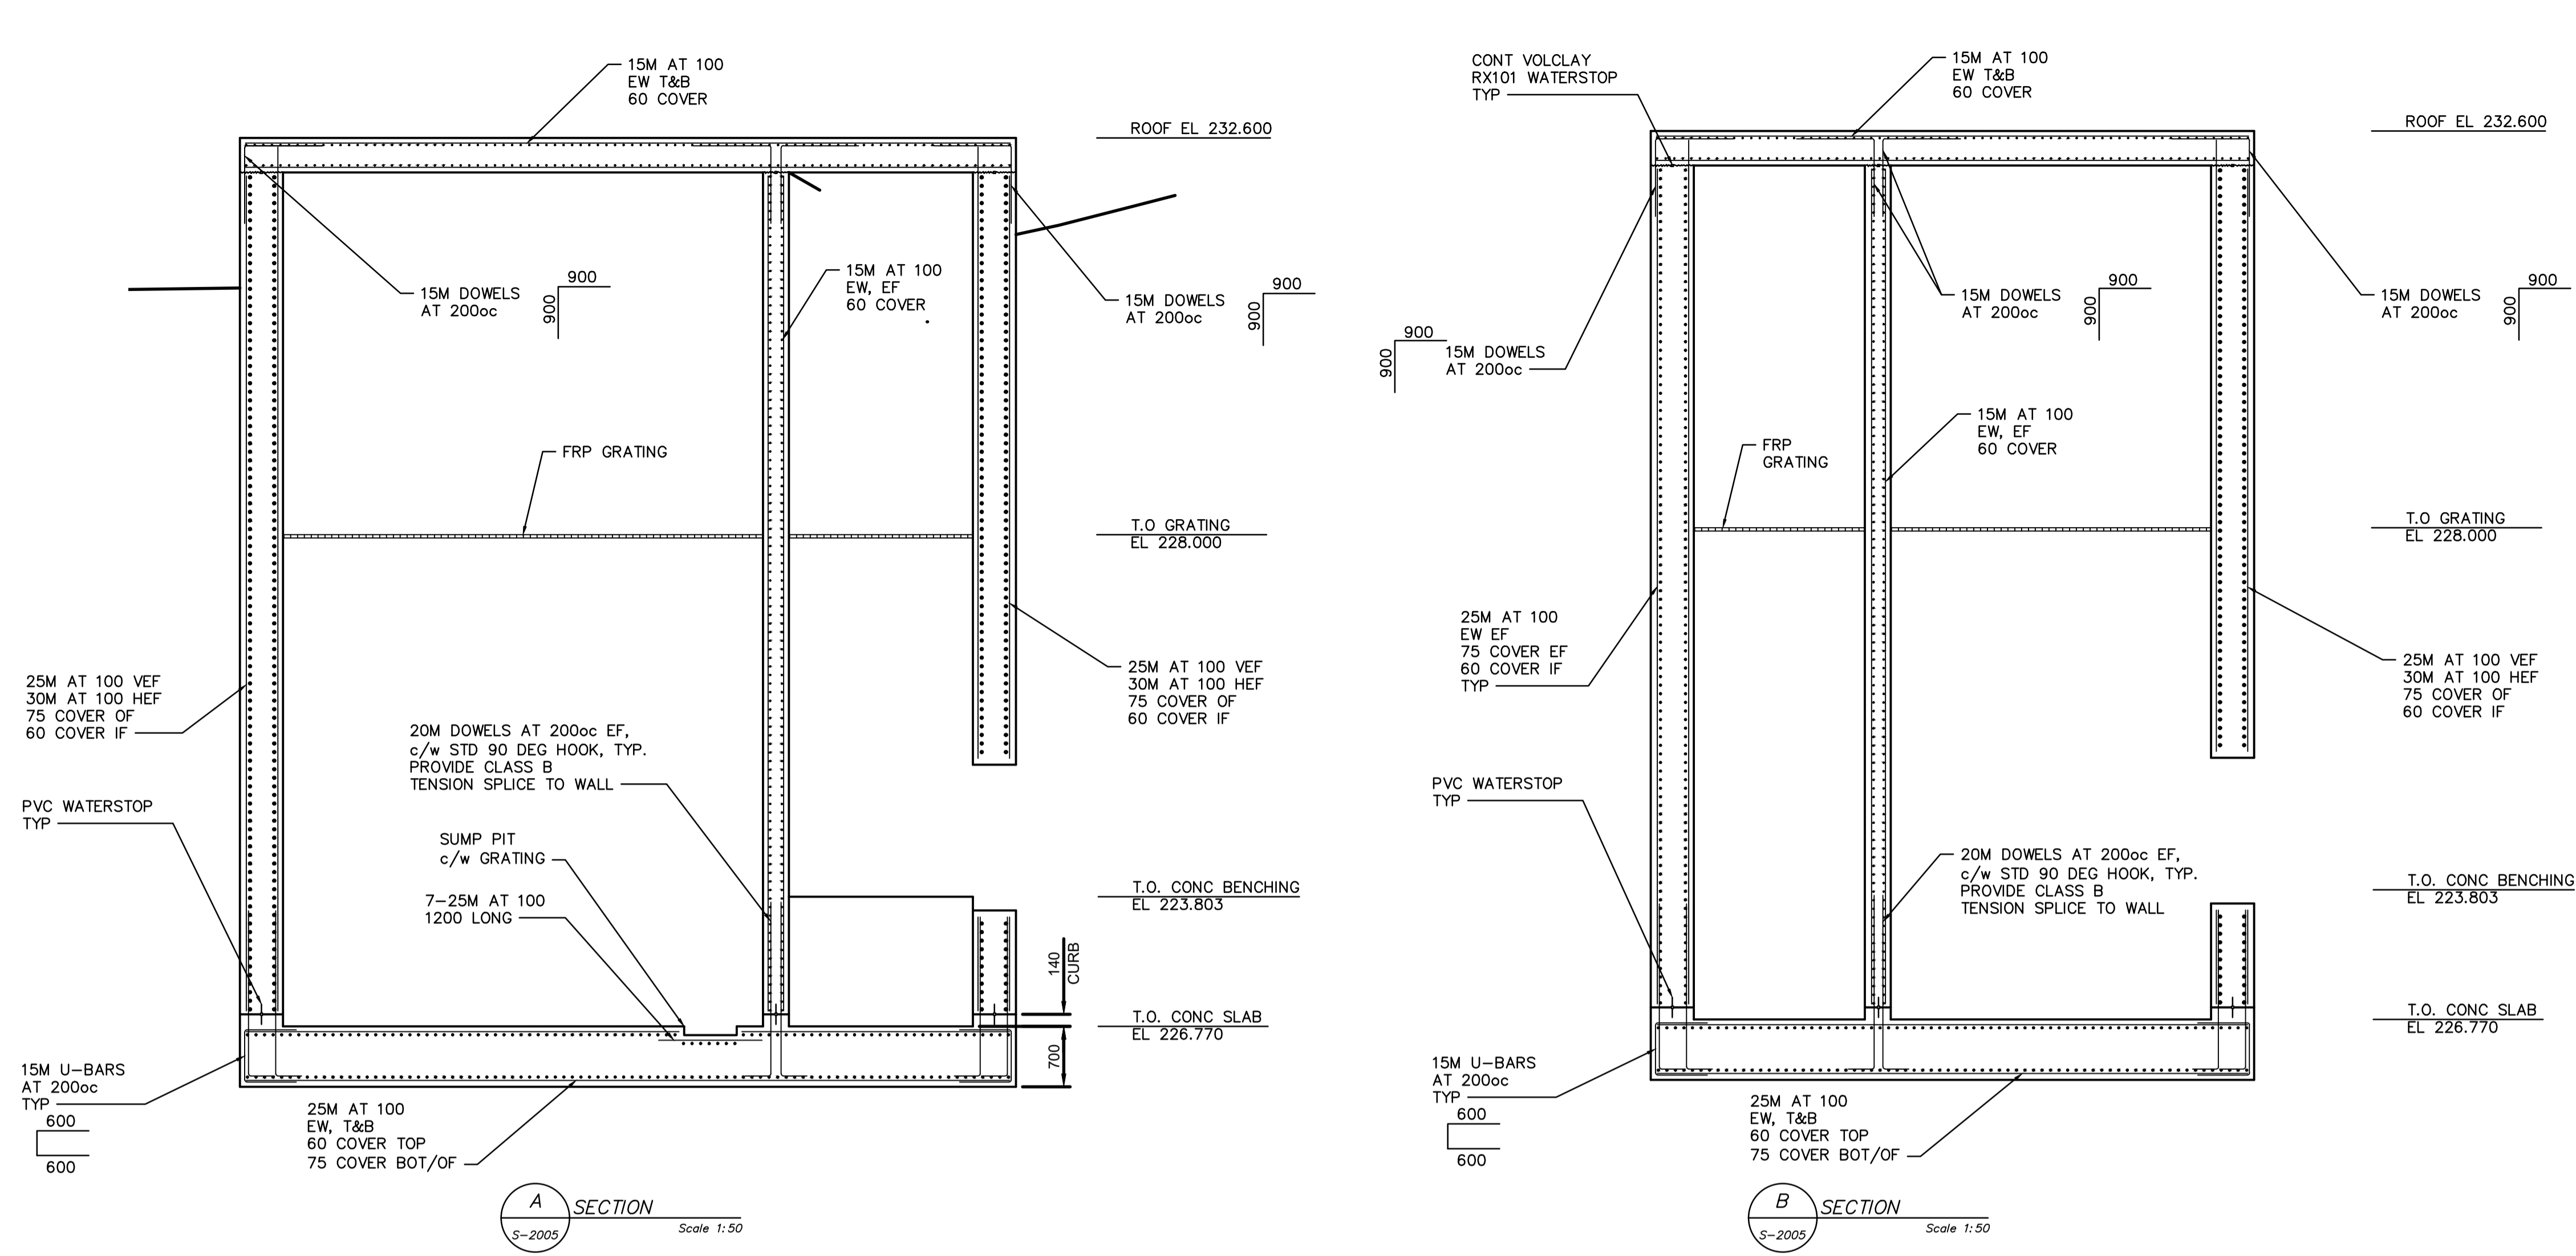 15M AT 100
EW T&B
60 COVER
ROOF EL 232.600
15M DOWELS
AT 200oc
900
900
15M AT 100
EW, EF
60 COVER
15M DOWELS
AT 200oc
900
900
FRP GRATING
T.O GRATING
EL 228.000
25M AT 100 VEF
30M AT 100 HEF
75 COVER OF
60 COVER IF
25M AT 100 VEF
30M AT 100 HEF
75 COVER OF
60 COVER IF
20M DOWELS AT 200oc EF,
c/w STD 90 DEG HOOK, TYP.
PROVIDE CLASS B
TENSION SPLICE TO WALL
PVC WATERSTOP
TYP
SUMP PIT
c/w GRATING
7-25M AT 100
1200 LONG
T.O. CONC BENCHING
EL 223.803
140
CURB
T.O. CONC SLAB
EL 226.770
700
15M U-BARS
AT 200oc
TYP
600
600
25M AT 100
EW, T&B
60 COVER TOP
75 COVER BOT/OF
A
S-2005
SECTION
Scale 1:50
CONT VOLCLAY
RX101 WATERSTOP
TYP
15M AT 100
EW T&B
60 COVER
ROOF EL 232.600
900
900
15M DOWELS
AT 200oc
15M DOWELS
AT 200oc
900
900
15M DOWELS
AT 200oc
900
900
15M AT 100
EW, EF
60 COVER
FRP
GRATING
T.O GRATING
EL 228.000
25M AT 100
EW EF
75 COVER EF
60 COVER IF
TYP
25M AT 100 VEF
30M AT 100 HEF
75 COVER OF
60 COVER IF
PVC WATERSTOP
TYP
20M DOWELS AT 200oc EF,
c/w STD 90 DEG HOOK, TYP.
PROVIDE CLASS B
TENSION SPLICE TO WALL
T.O. CONC BENCHING
EL 223.803
T.O. CONC SLAB
EL 226.770
15M U-BARS
AT 200oc
TYP
600
600
25M AT 100
EW, T&B
60 COVER TOP
75 COVER BOT/OF
B
S-2005
SECTION
Scale 1:50